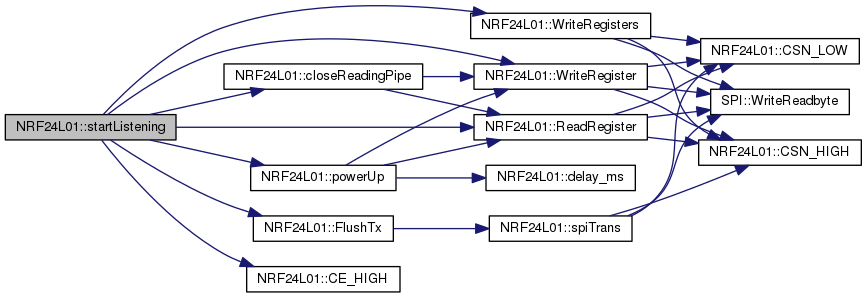 NRF24L01::startListening
NRF24L01::closeReadingPipe
NRF24L01::powerUp
NRF24L01::FlushTx
NRF24L01::CE_HIGH
NRF24L01::WriteRegisters
NRF24L01::WriteRegister
NRF24L01::ReadRegister
NRF24L01::delay_ms
NRF24L01::spiTrans
NRF24L01::CSN_LOW
SPI::WriteReadbyte
NRF24L01::CSN_HIGH